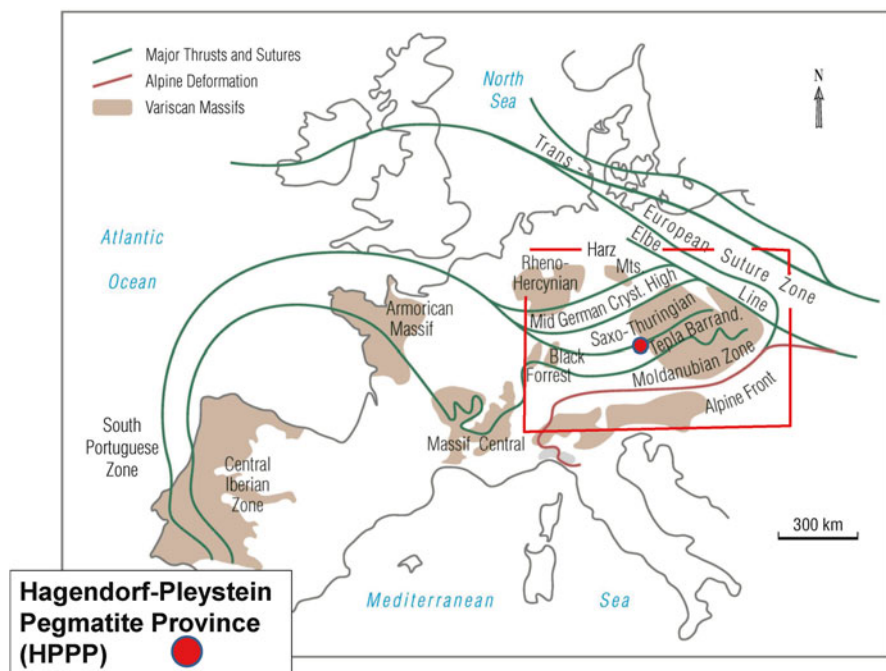 Major Thrusts and Sutures
Alpine Deformation
Variscan Massifs
North
Sea
N
Trans -
European Suture Zone
Elbe
Line
Atlantic
Ocean
Harz
Mts.
Rheno-
Hercynian
Mid German Cryst. High
Saxo-Thuringian
Tepla Barrand.
Armorican
Massif
Black
Forrest
Moldanubian Zone
Alpine Front
Massif Central
South
Portuguese
Zone
Central
Iberian
Zone
300 km
Mediterranean Sea
Hagendorf-Pleystein
Pegmatite Province
(HPPP)